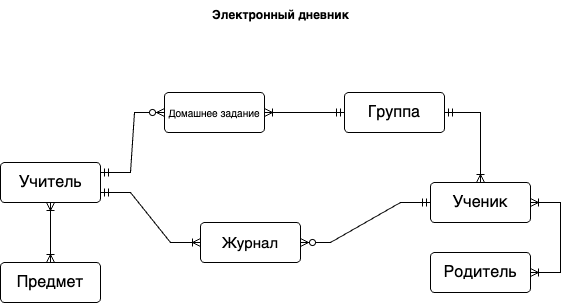 Электронный дневник
Домашнее задание
Группа
Учитель
Ученик
Журнал
Предмет
Родитель